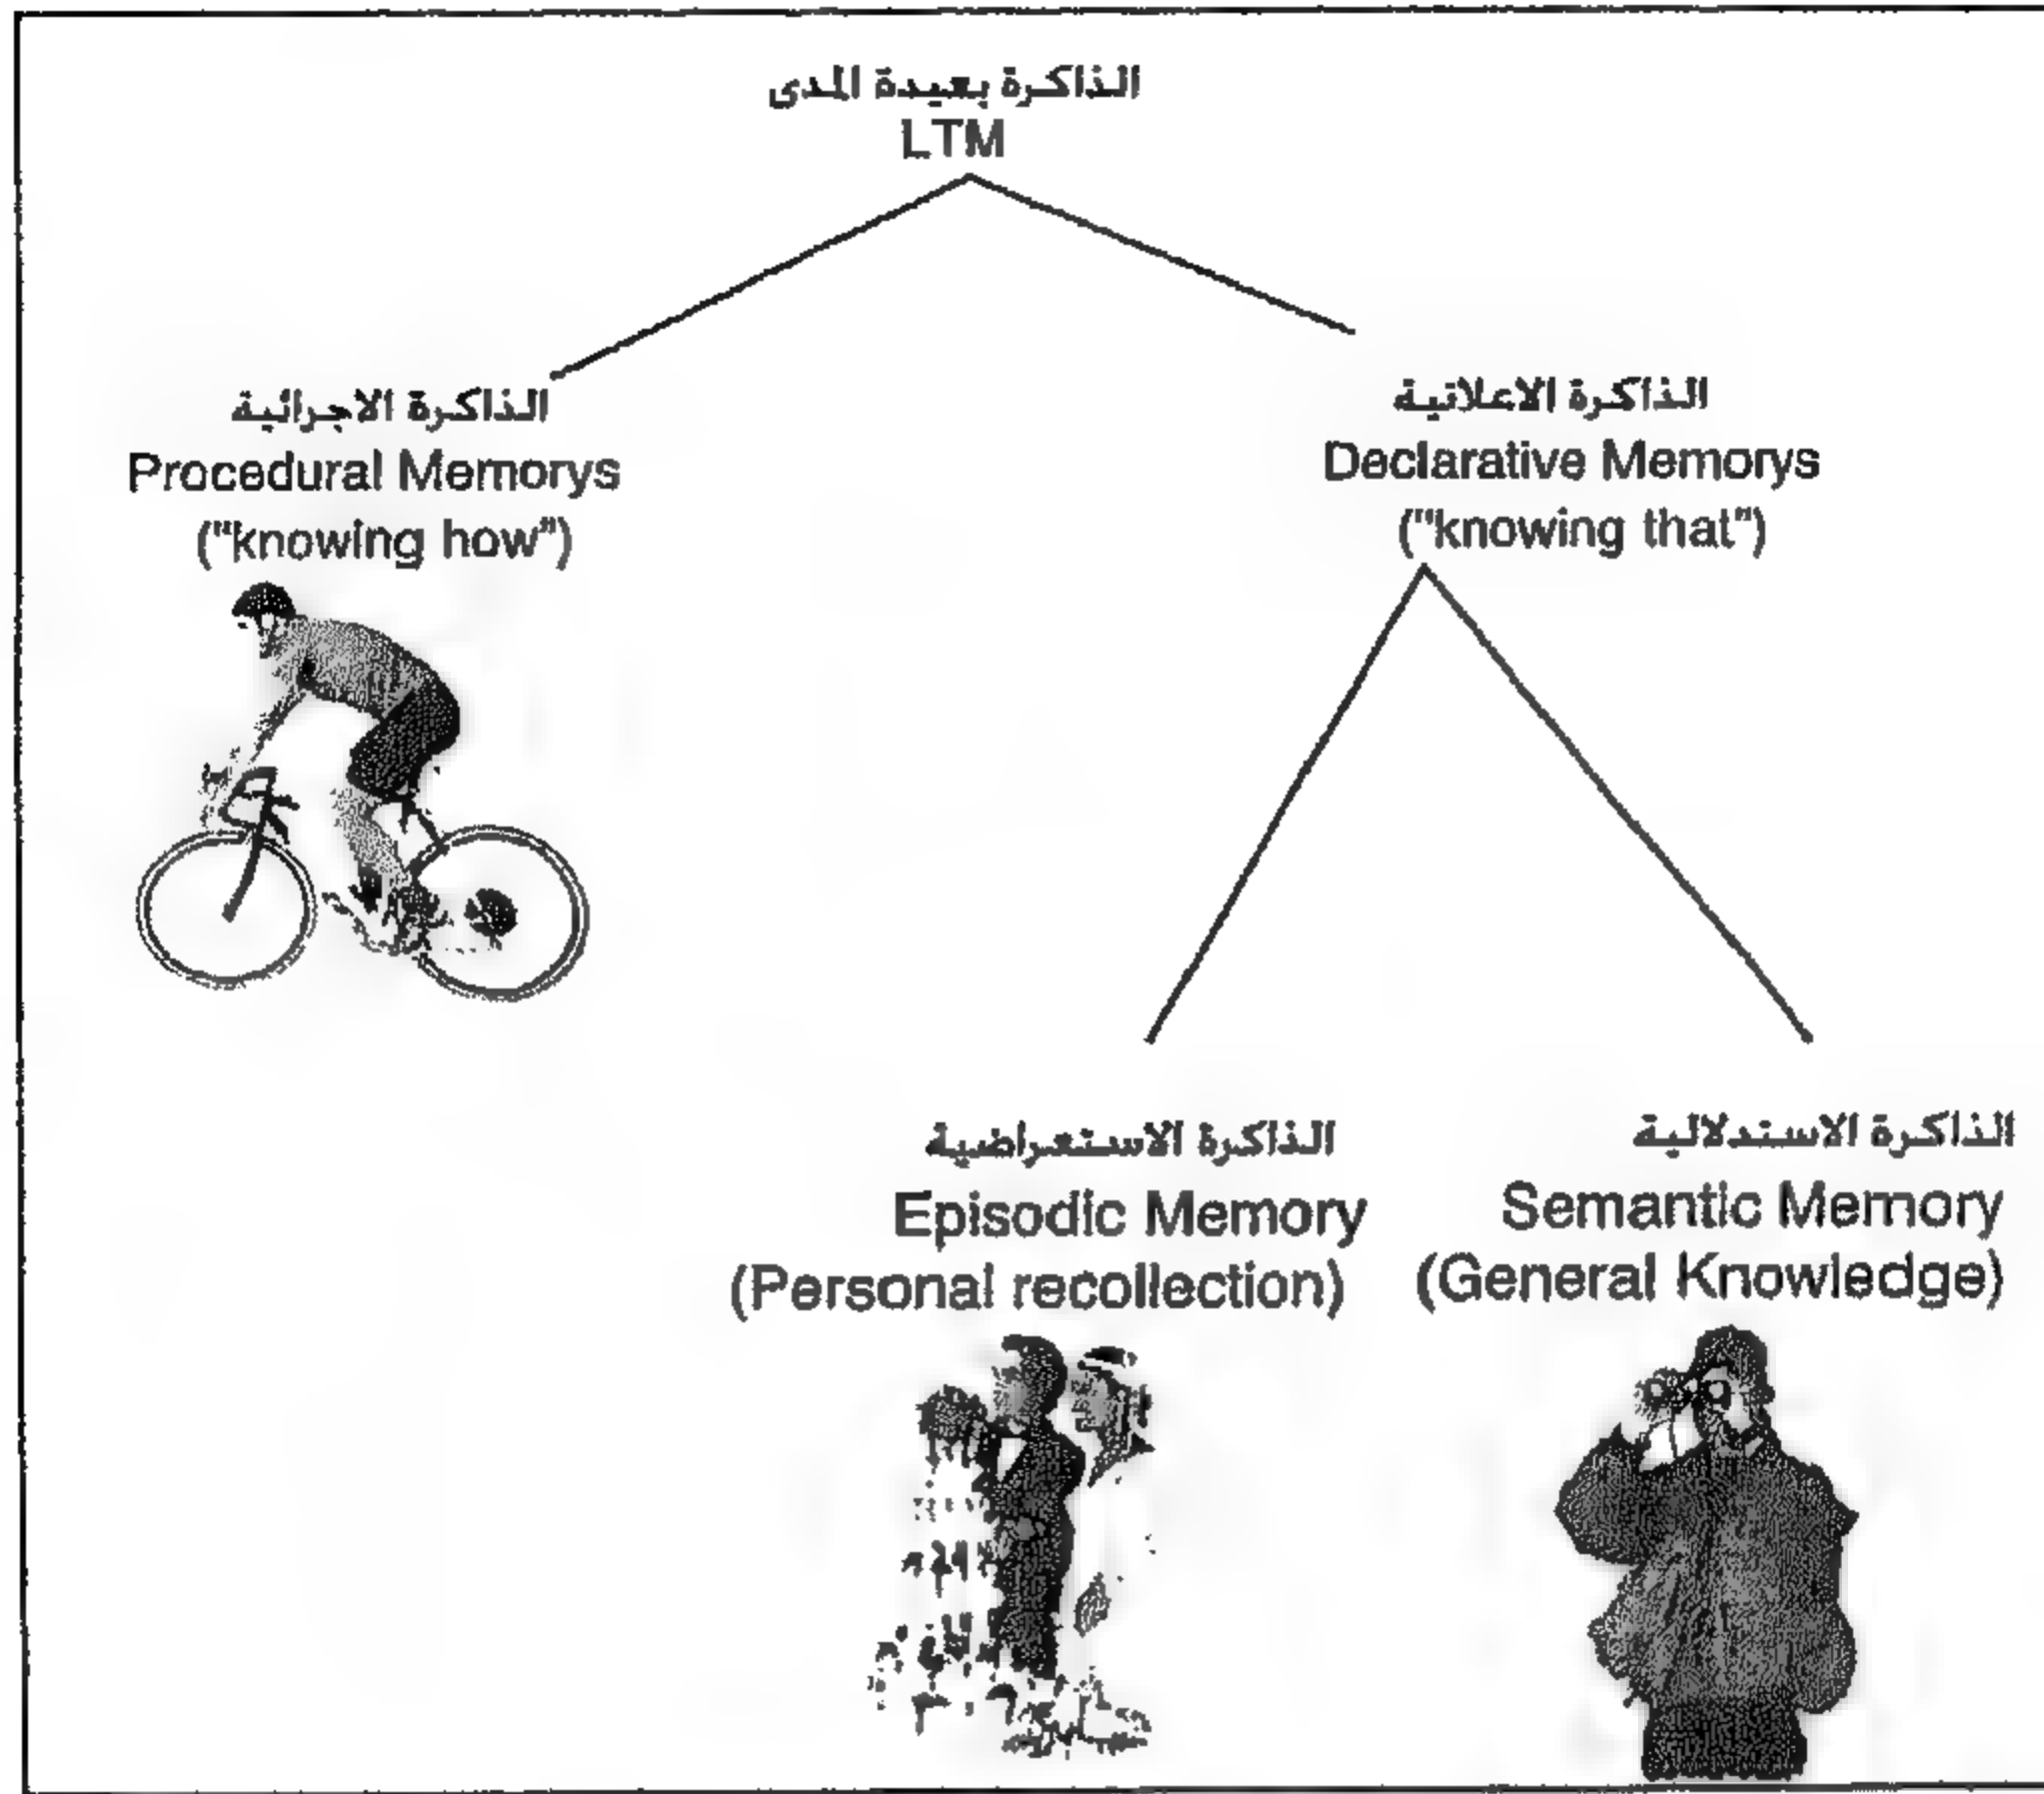 الذاكرة بعيدة المدى
LTM
الذاكرة الاجرائية
Procedural Memorys
("knowing how")
الذاكرة الاعلانية
Declarative Memorys
("knowing that")
الذاكرة الاستعراضية
Episodic Memory
(Personal recollection)
الذاكرة الاستدلالية
Semantic Memory
(General Knowledge)